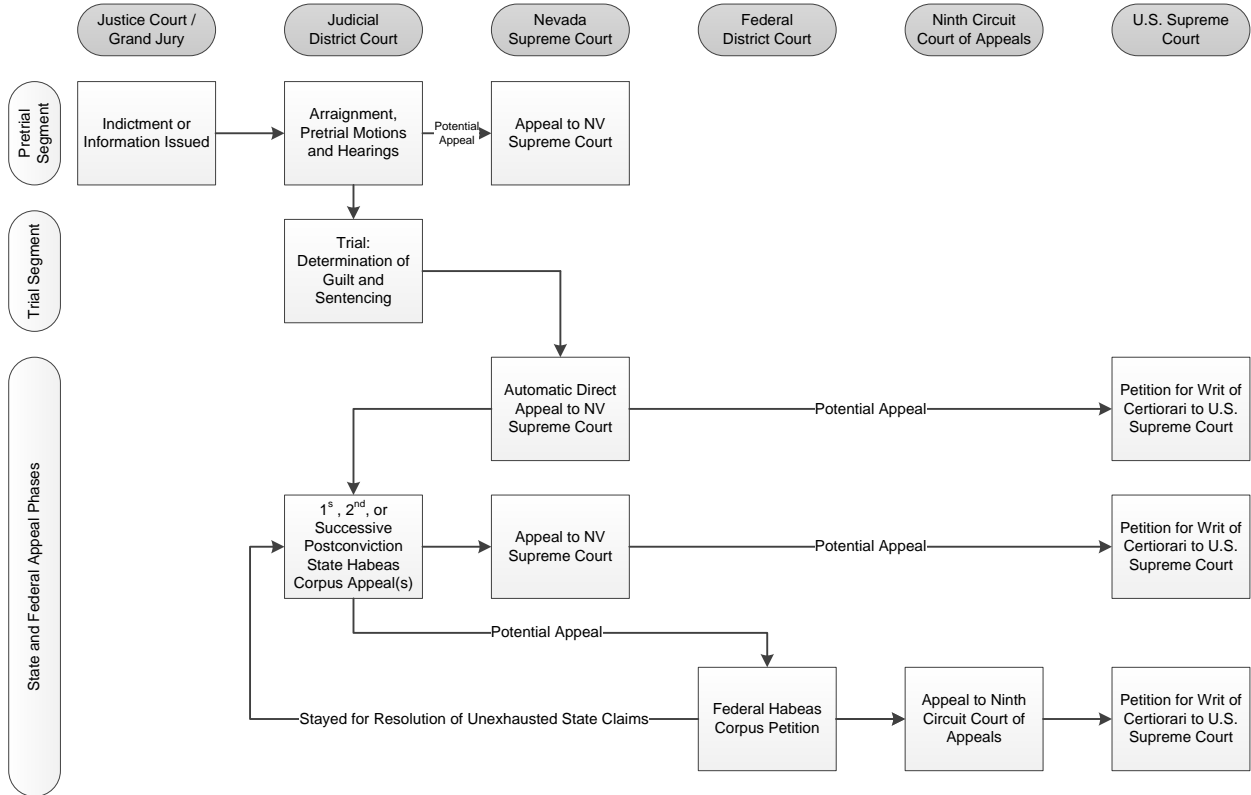 Justice Court /
Grand Jury
Judicial
District Court
Nevada
Supreme Court
Federal
District Court
Ninth Circuit
Court of Appeals
U.S. Supreme
Court
Pretrial
Segment
Indictment or
Information Issued
Arraignment,
Pretrial Motions
and Hearings
Potential
Appeal
Appeal to NV
Supreme Court
Trial Segment
Trial:
Determination of
Guilt and
Sentencing
State and Federal Appeal Phases
Automatic Direct
Appeal to NV
Supreme Court
Potential Appeal
Petition for Writ of
Certiorari to U.S.
Supreme Court
1s , 2nd, or
Successive
Postconviction
State Habeas
Corpus Appeal(s)
Appeal to NV
Supreme Court
Potential Appeal
Petition for Writ of
Certiorari to U.S.
Supreme Court
Potential Appeal
Stayed for Resolution of Unexhausted State Claims
Federal Habeas
Corpus Petition
Appeal to Ninth
Circuit Court of
Appeals
Petition for Writ of
Certiorari to U.S.
Supreme Court